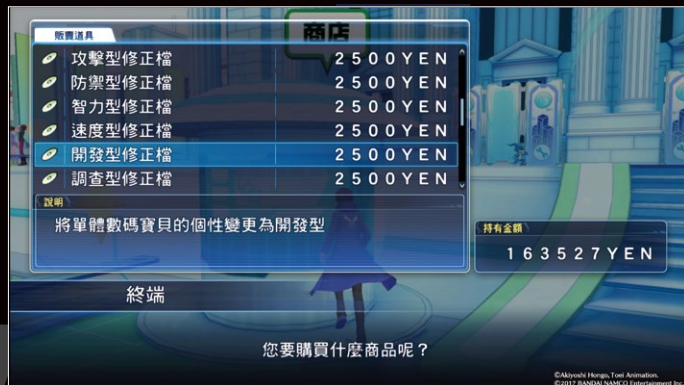 商店
販賣道具
攻擊型修正檔 2500YEN
防禦型修正檔 2500YEN
智力型修正檔 2500YEN
速度型修正檔 2500YEN
開發型修正檔 2500YEN
調查型修正檔 2500YEN
說明
將單體數碼寶貝的個性變更為開發型
持有金額
163527YEN
終端
您要購買什麼商品呢？
©Akiyoshi Hongo, Toei Animation.
©2017 BANDAI NAMCO Entertainment Inc.